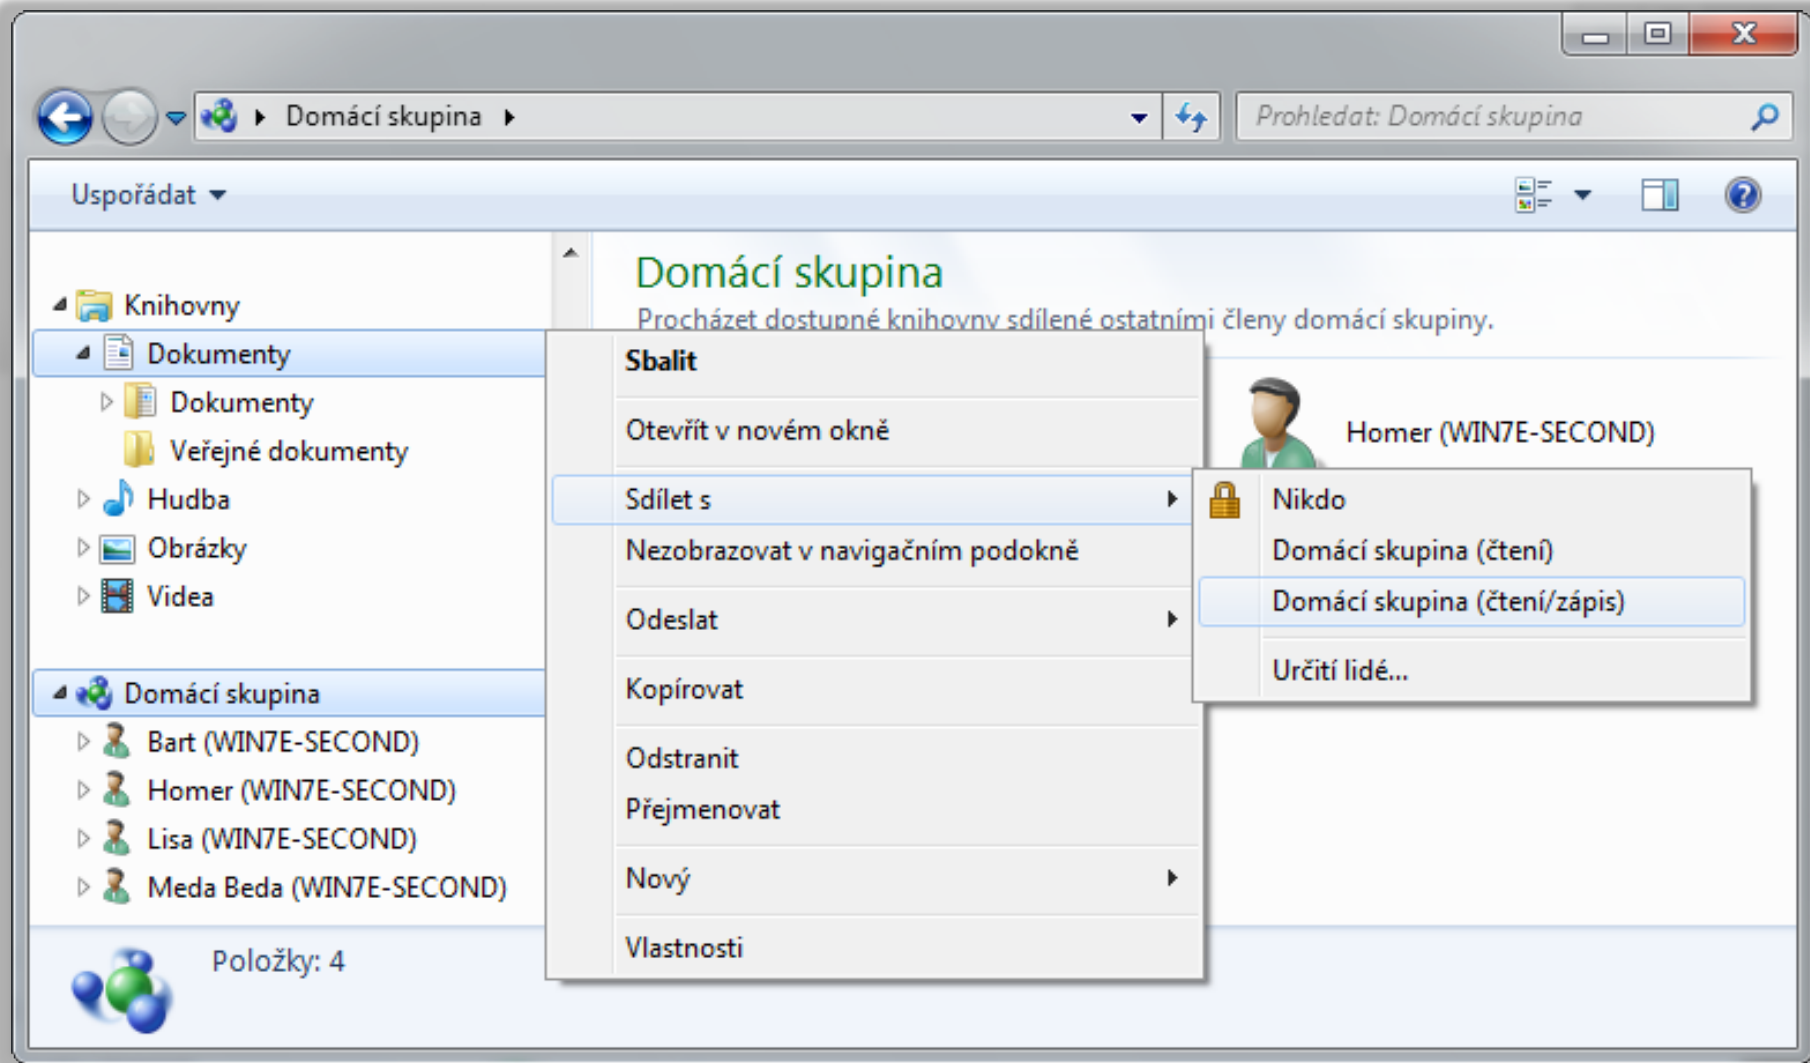 Domácí skupina
Prohledat: Domácí skupina
Uspořádat
Knihovny
Dokumenty
Dokumenty
Veřejné dokumenty
Hudba
Obrázky
Videa
Domácí skupina
Bart (WIN7E-SECOND)
Homer (WIN7E-SECOND)
Lisa (WIN7E-SECOND)
Meda Beda (WIN7E-SECOND)
Domácí skupina
Procházet dostupné knihovny sdílené ostatními členy domácí skupiny.
Homer (WIN7E-SECOND)
Sbalit
Otevřít v novém okně
Sdílet s
Nezobrazovat v navigačním podokně
Odeslat
Kopírovat
Odstranit
Přejmenovat
Nový
Vlastnosti
Nikdo
Domácí skupina (čtení)
Domácí skupina (čtení/zápis)
Určití lidé...
Položky: 4